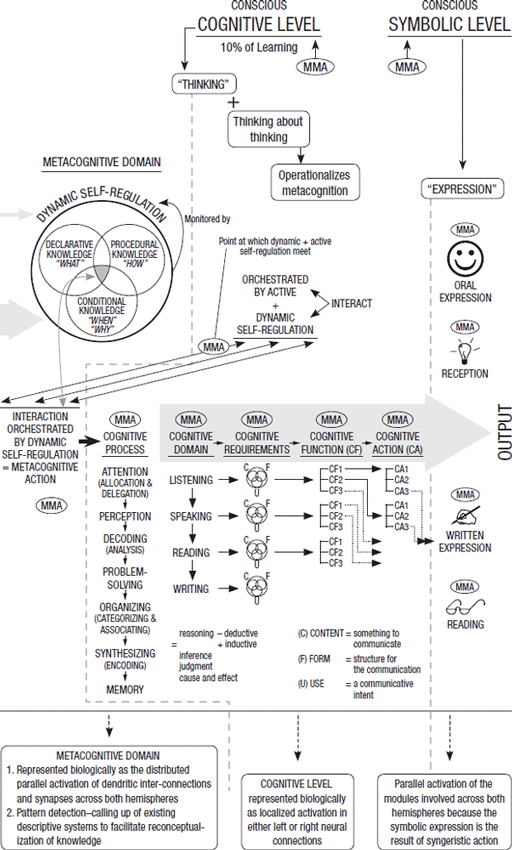 CONSCIOUS
COGNITIVE LEVEL
10% of Learning
MMA
CONSCIOUS
SYMBOLIC LEVEL
MMA
“THINKING”
+
Thinking about
thinking
Operationalizes
metacognition
“EXPRESSION”
METACOGNITIVE DOMAIN
DYNAMIC SELF-REGULATION
Monitored by
DECLARATIVE
KNOWLEDGE
“WHAT”
PROCEDURAL
KNOWLEDGE
“HOW”
CONDITIONAL
KNOWLEDGE
“WHEN”
“WHY”
Point at which dynamic + active
self-regulation meet
ORCHESTRATED
BY ACTIVE
+
DYNAMIC
SELF-REGULATION
INTERACT
MMA
MMA
ORAL
EXPRESSION
MMA
RECEPTION
INTERACTION
ORCHESTRATED
BY DYNAMIC
SELF-REGULATION
= METACOGNITIVE
ACTION
MMA
MMA
COGNITIVE
PROCESS
ATTENTION
(ALLOCATION &
DELEGATION)
PERCEPTION
DECODING
(ANALYSIS)
PROBLEM-
SOLVING
ORGANIZING
(CATEGORIZING &
ASSOCIATING)
SYNTHESIZING
(ENCODING)
MEMORY
MMA
COGNITIVE
DOMAIN
LISTENING
SPEAKING
READING
WRITING
MMA
COGNITIVE
REQUIREMENTS
C F
U
C F
U
C F
U
C F
U
MMA
COGNITIVE
FUNCTION (CF)
CF1
CF2
CF3
CF1
CF2
CF3
CF1
CF2
CF3
MMA
COGNITIVE
ACTION (CA)
CA1
CA2
CA3
CA1
CA2
CA3
OUTPUT
MMA
WRITTEN
EXPRESSION
MMA
READING
reasoning – deductive
= + inductive
inference
judgment
cause and effect
(C) CONTENT = something to
communicate
(F) FORM = structure for
the communication
(U) USE = a communicative
intent
METACOGNITIVE DOMAIN
1. Represented biologically as the distributed
parallel activation of dendritic inter-connections
and synapses across both hemispheres
2. Pattern detection–calling up of existing
descriptive systems to facilitate reconceptual-
ization of knowledge
COGNITIVE LEVEL
represented biologically
as localized activation in
either left or right neural
connections
Parallel activation of the
modules involved across both
hemispheres because the
symbolic expression is the
result of syngeristic action